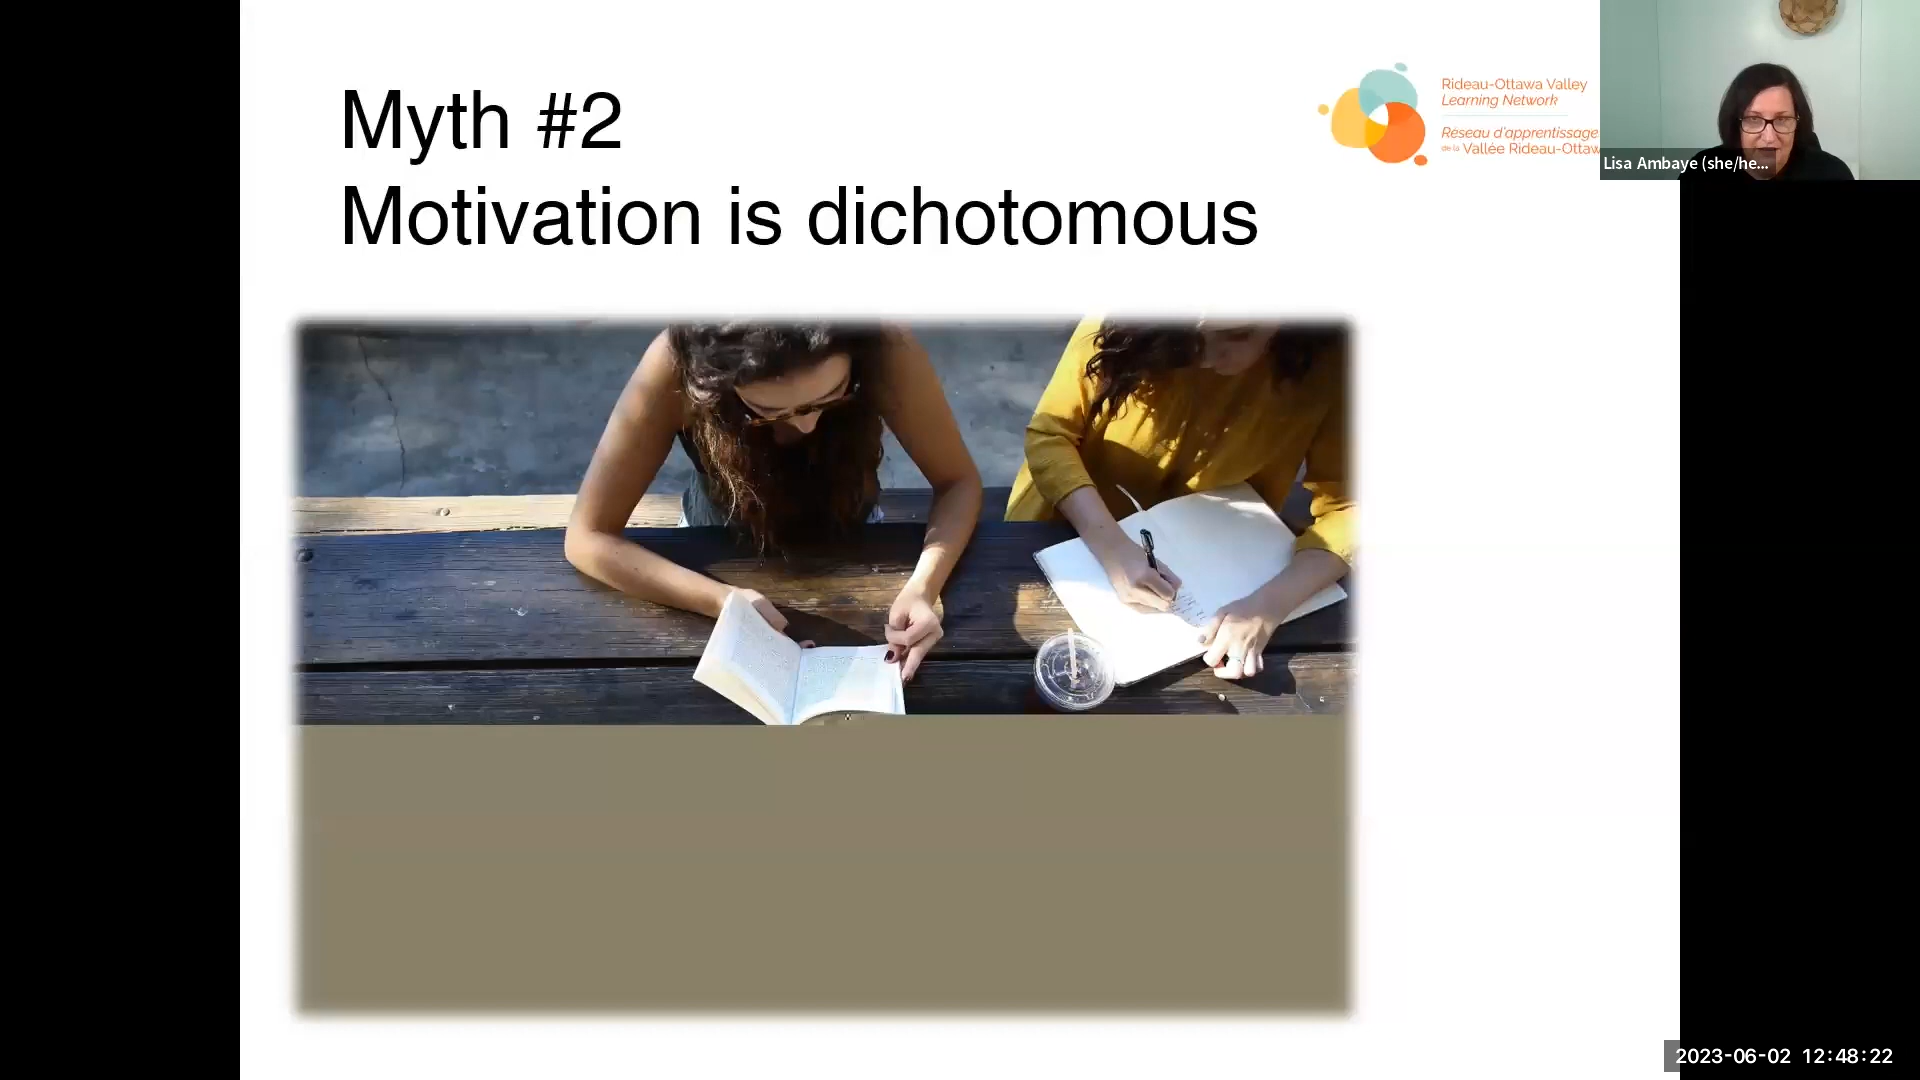 Myth #2
Motivation is dichotomous
Rideau-Ottawa Valley
Learning Network
Réseau d'apprentissage
de la Vallée Rideau-Ottaw
Lisa Ambaye (she/he...
2023-06-02 12:48:22